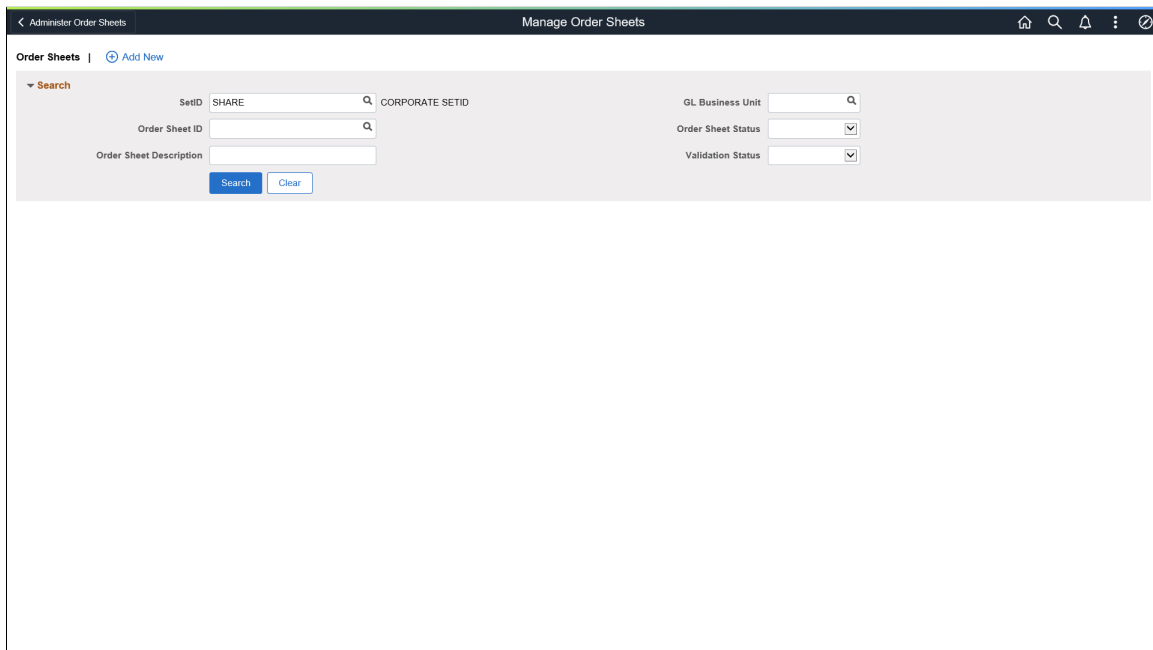 Administer Order Sheets Manage Order Sheets
Order Sheets | Add New
Search
SetID SHARE CORPORATE SETID GL Business Unit
Order Sheet ID Order Sheet Status
Order Sheet Description Validation Status
Search Clear